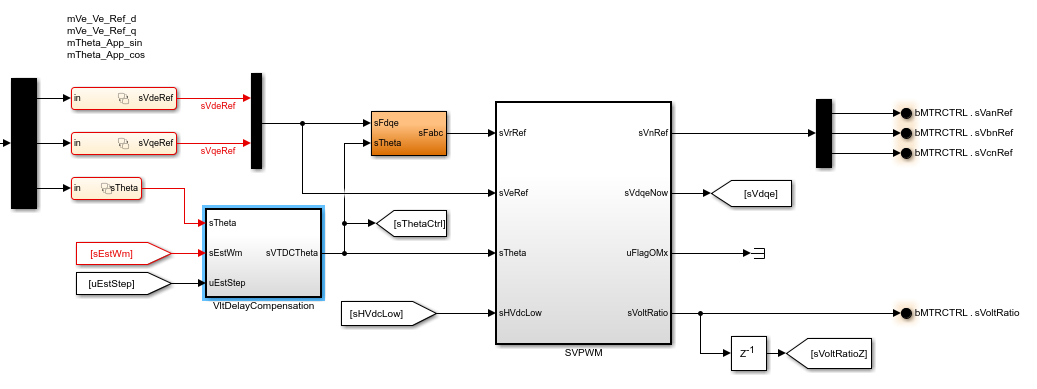 mVe_Ve_Ref_d
mVe_Ve_Ref_q
mTheta_App_sin
mTheta_App_cos
in sVdeRef
sVdeRef
in sVqeRef
sVqeRef
in sTheta
sTheta
[sEstWm] sEstWm
[uEstStep] uEstStep
sVTDCTheta
VltDelayCompensation
sFdqe
sTheta
sFabc
[sThetaCtrl]
[sHVdcLow]
sVrRef
sVeRef
sTheta
sHVdcLow
sVnRef
sVdqeNow
uFlagOMx
sVoltRatio
SVPWM
bMTRCTRL . sVanRef
bMTRCTRL . sVbnRef
bMTRCTRL . sVcnRef
[sVdqe]
bMTRCTRL . sVoltRatio
Z-1
[sVoltRatioZ]